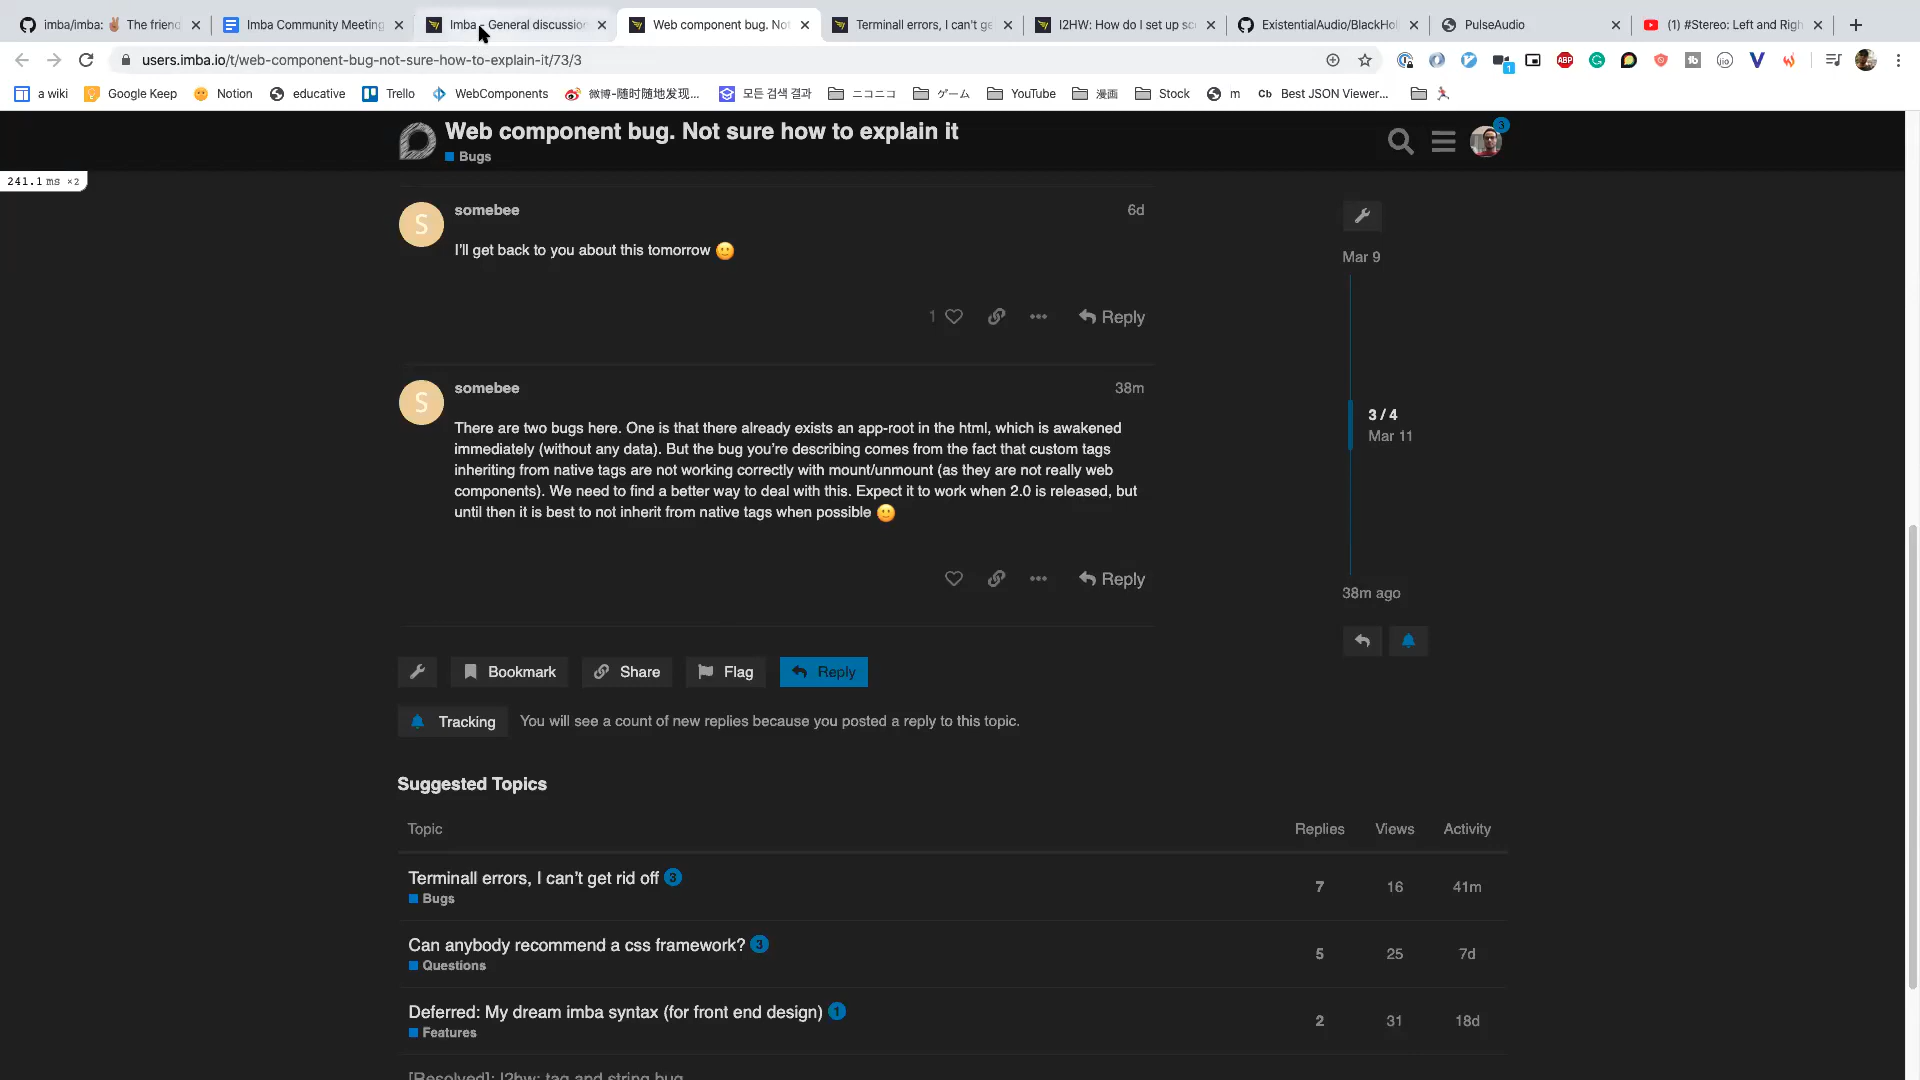 imba/imba: ✌🏽 The frien
Imba Community Meeting
Imba - General discussion
Web component bug. Not
Terminall errors, I can't ge
I2HW: How do I set up sc
ExistentialAudio/BlackHol
PulseAudio
(1) #Stereo: Left and Righ
users.imba.io/t/web-component-bug-not-sure-how-to-explain-it/73/3
a wiki
Google Keep
Notion
educative
Trello
WebComponents
微博-随时随地发现...
모든 검색 결과
ニコニコ
ゲーム
YouTube
漫画
Stock
m
Cb Best JSON Viewer...
Web component bug. Not sure how to explain it
Bugs
3
241.1 ms ×2
somebee 6d
I'll get back to you about this tomorrow 🙂
1 Reply
somebee 38m
There are two bugs here. One is that there already exists an app-root in the html, which is awakened
immediately (without any data). But the bug you're describing comes from the fact that custom tags
inheriting from native tags are not working correctly with mount/unmount (as they are not really web
components). We need to find a better way to deal with this. Expect it to work when 2.0 is released, but
until then it is best to not inherit from native tags when possible 🙂
Reply
Mar 9
3 / 4
Mar 11
38m ago
Bookmark Share Flag Reply
Tracking You will see a count of new replies because you posted a reply to this topic.
Suggested Topics
Topic Replies Views Activity
Terminall errors, I can't get rid off 3
Bugs
7 16 41m
Can anybody recommend a css framework? 3
Questions
5 25 7d
Deferred: My dream imba syntax (for front end design) 1
Features
2 31 18d
[Resolved]: I2hw: tag and string bug